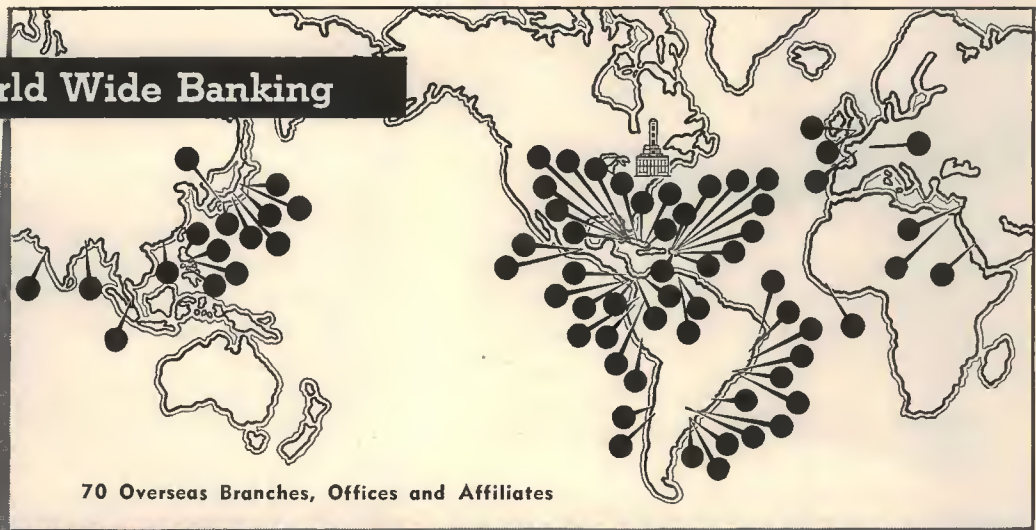 rld Wide Banking
70 Overseas Branches, Offices and Affiliates